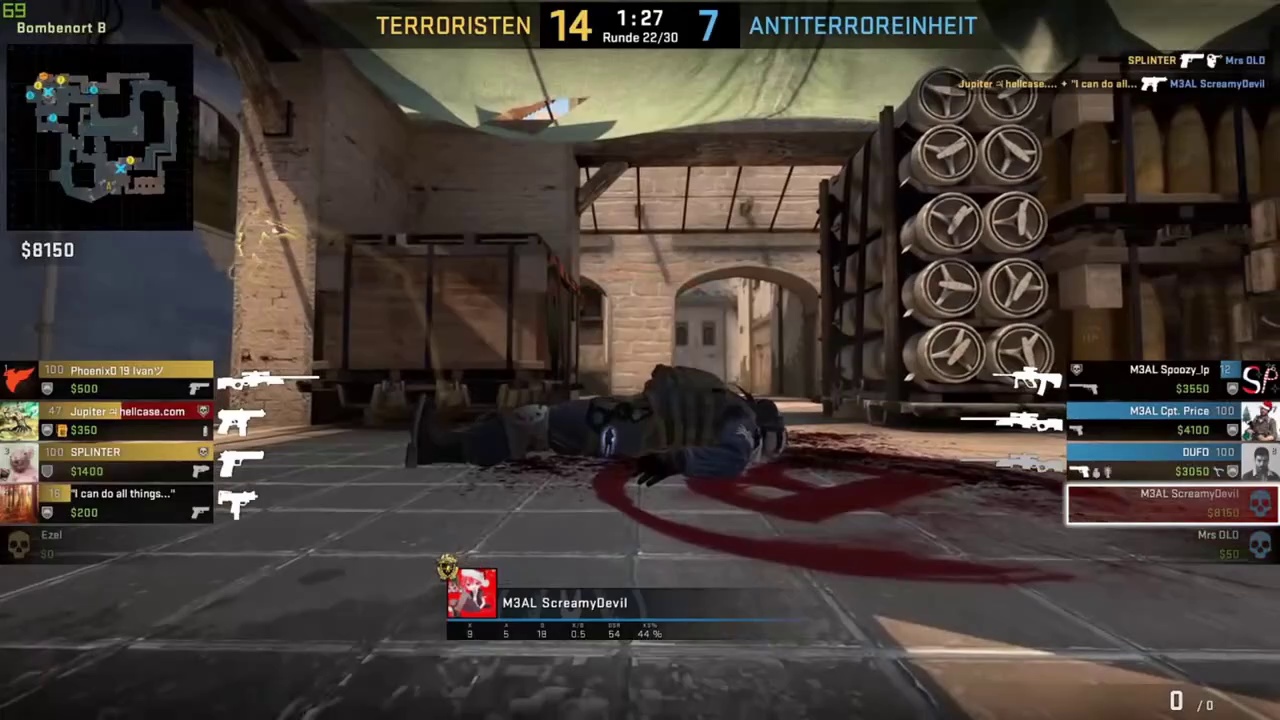 69
Bombenort B
TERRORISTEN 14 1:27 7 ANTITERROREINHEIT
Runde 22/30
SPLINTER Mrs OLD
Jupiter ♃ hellcase.... + "I can do all... M3AL ScreamyDevil
$8150
100 PhoenixD 19 Ivanツ
$500
47 Jupiter ♃ hellcase.com
$350
100 SPLINTER
$1400
16 "I can do all things..."
$200
Ezel
$0
M3AL Spoozy_lp 12
$3550
M3AL Cpt. Price 100
$4100
DUFO 100
$3050
M3AL ScreamyDevil
$8150
Mrs OLD
$50
M3AL ScreamyDevil
9 5 18 0.5 54 44 %
0 / 0